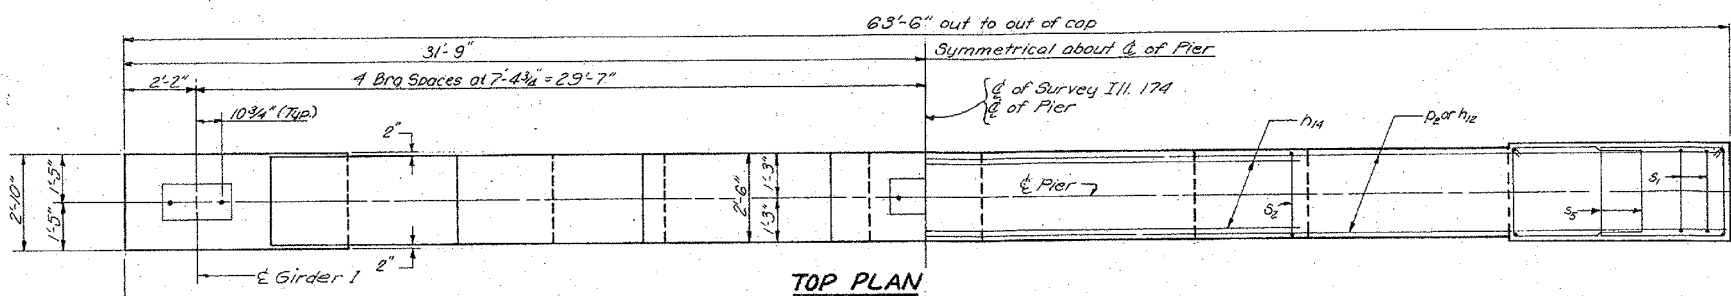 63'-6" out to out of cap
31'-9"
Symmetrical about ℄ of Pier
2'-2"
4 Brg Spaces at 7'-4¾" = 29'-7"
℄ of Survey Ill. 174
℄ of Pier
10¾" (Typ.)
2"
h14
p2 or h12
2'-10"
1'-5"
1'-5"
2'-6"
1'-3"
1'-3"
℄ Pier
s2
s5
s1
2"
℄ Girder 1
TOP PLAN